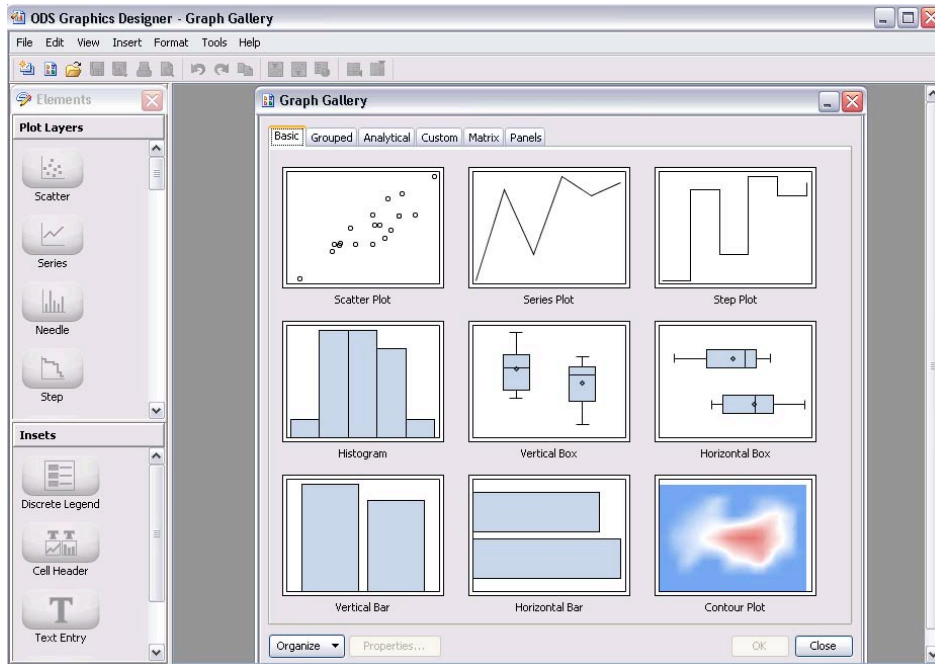 ODS Graphics Designer - Graph Gallery
File Edit View Insert Format Tools Help
Elements
Plot Layers
Scatter
Series
Needle
Step
Insets
Discrete Legend
Cell Header
T
Text Entry
Graph Gallery
Basic Grouped Analytical Custom Matrix Panels
Scatter Plot Series Plot Step Plot
Histogram Vertical Box Horizontal Box
Vertical Bar Horizontal Bar Contour Plot
Organize Properties... OK Close